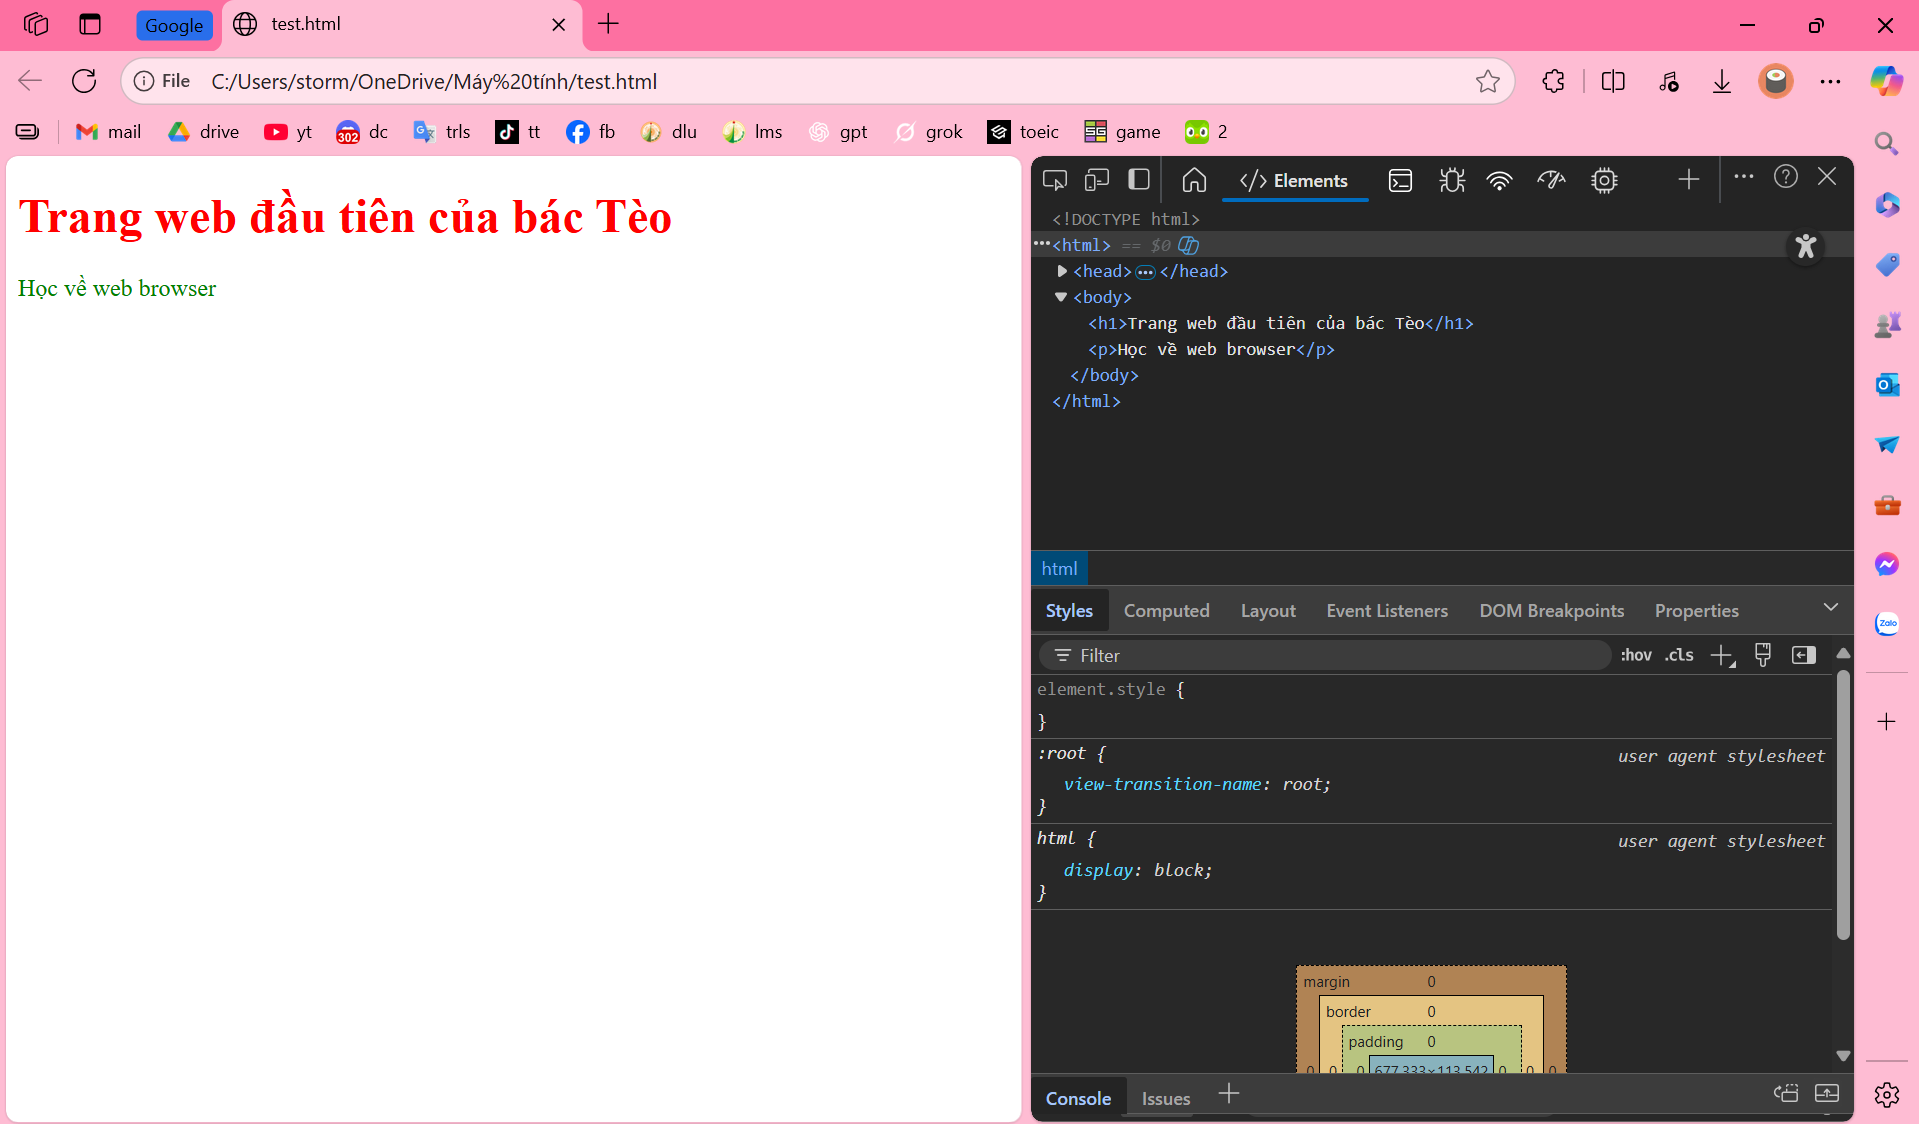 Google
test.html
File C:/Users/storm/OneDrive/Máy%20tính/test.html
mail drive yt 302 dc trls tt fb dlu lms gpt grok toeic SG game 2
Trang web đầu tiên của bác Tèo
Học về web browser
</> Elements
<!DOCTYPE html>
···<html> == $0
<head>···</head>
<body>
<h1>Trang web đầu tiên của bác Tèo</h1>
<p>Học về web browser</p>
</body>
</html>
html
Styles Computed Layout Event Listeners DOM Breakpoints Properties
Filter :hov .cls
element.style {
}
:root { user agent stylesheet
view-transition-name: root;
}
html { user agent stylesheet
display: block;
}
margin 0
border 0
padding 0
0 0 0 677.333×113.542 0 0 0
Console Issues
Zalo